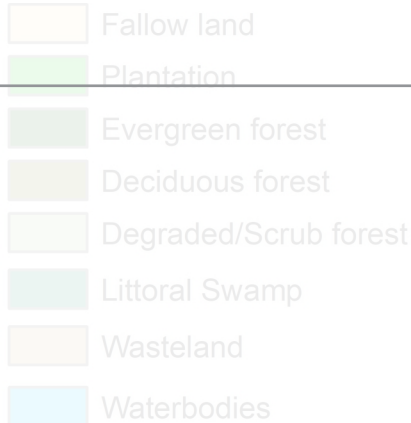 Fallow land
Plantation
Evergreen forest
Deciduous forest
Degraded/Scrub forest
Littoral Swamp
Wasteland
Waterbodies